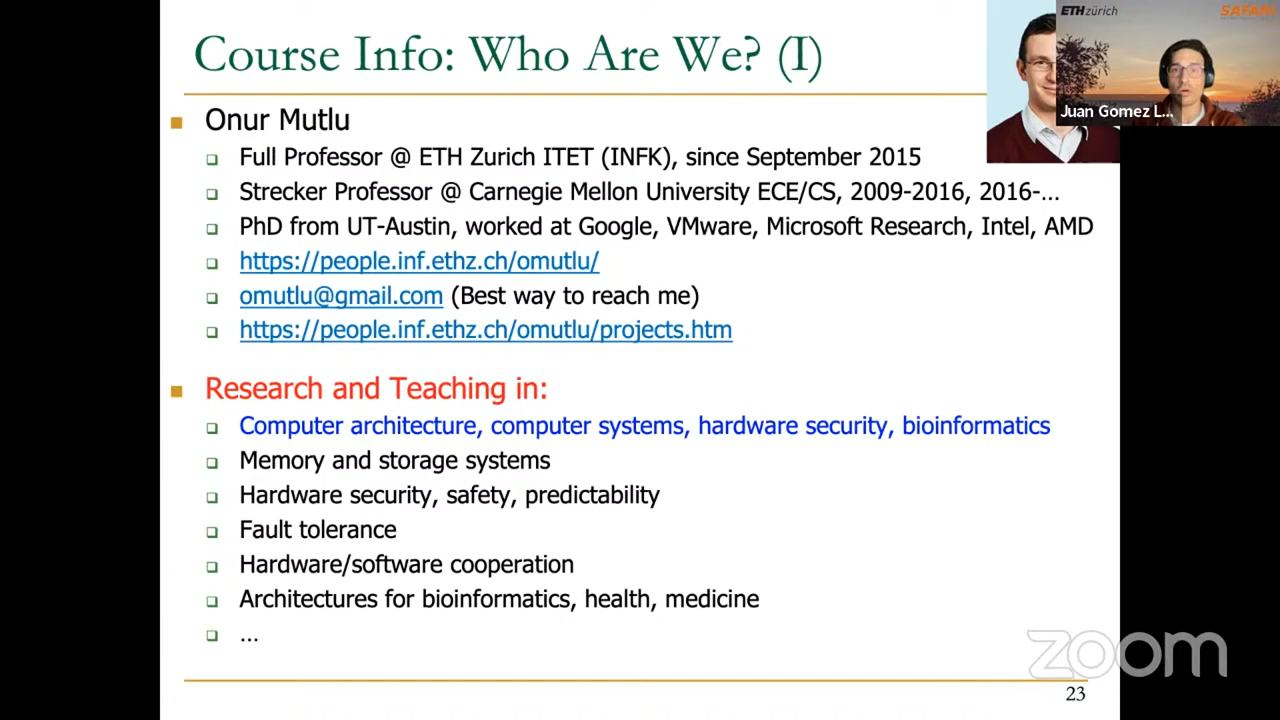 Course Info: Who Are We? (I)
ETH zürich
SAFARI
Juan Gomez L...
Onur Mutlu
Full Professor @ ETH Zurich ITET (INFK), since September 2015
Strecker Professor @ Carnegie Mellon University ECE/CS, 2009-2016, 2016-…
PhD from UT-Austin, worked at Google, VMware, Microsoft Research, Intel, AMD
https://people.inf.ethz.ch/omutlu/
omutlu@gmail.com (Best way to reach me)
https://people.inf.ethz.ch/omutlu/projects.htm
Research and Teaching in:
Computer architecture, computer systems, hardware security, bioinformatics
Memory and storage systems
Hardware security, safety, predictability
Fault tolerance
Hardware/software cooperation
Architectures for bioinformatics, health, medicine
…
zoom
23